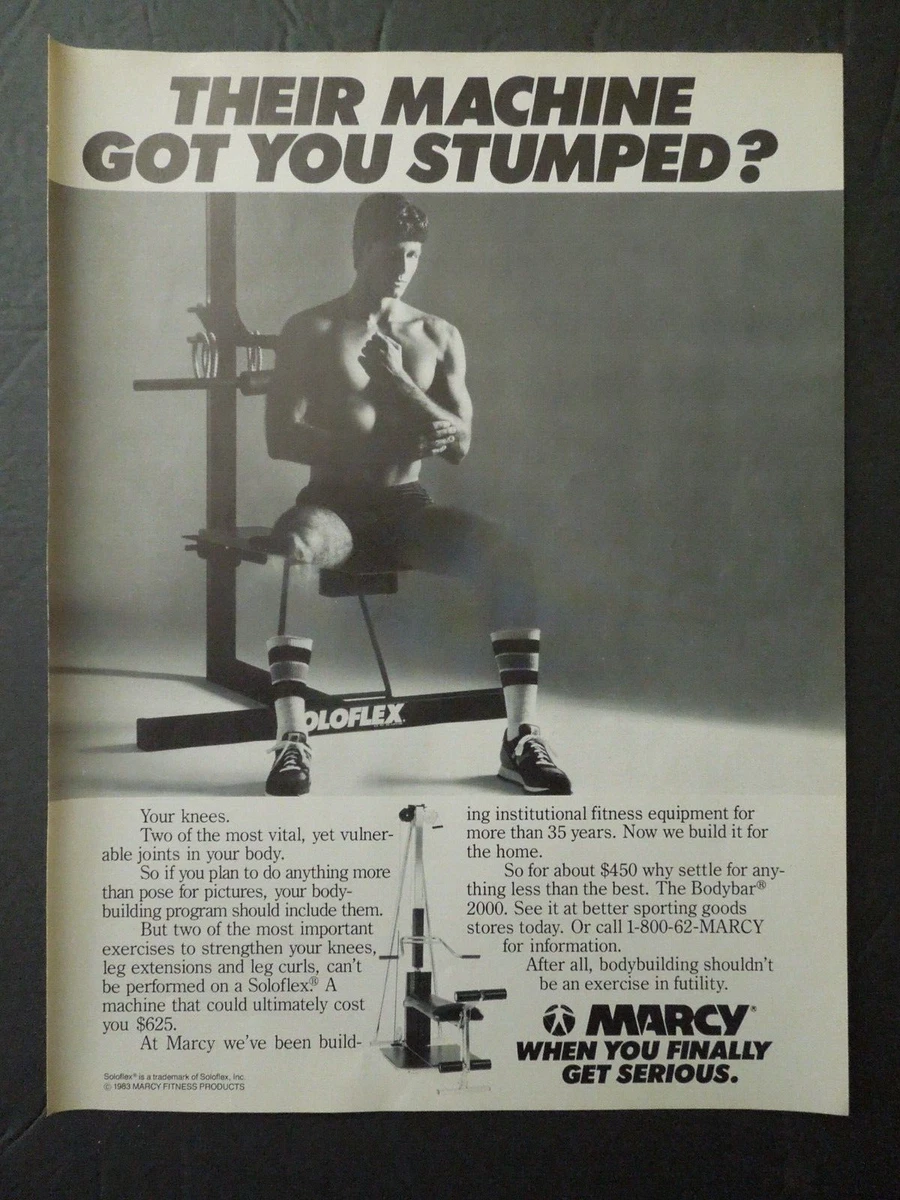 THEIR MACHINE
GOT YOU STUMPED?
OLOFLEX
Your knees.
Two of the most vital, yet vulner-
able joints in your body.
So if you plan to do anything more
than pose for pictures, your body-
building program should include them.
But two of the most important
exercises to strengthen your knees,
leg extensions and leg curls, can't
be performed on a Soloflex.® A
machine that could ultimately cost
you $625.
At Marcy we've been build-
Soloflex® is a trademark of Soloflex, Inc.
© 1983 MARCY FITNESS PRODUCTS
ing institutional fitness equipment for
more than 35 years. Now we build it for
the home.
So for about $450 why settle for any-
thing less than the best. The Bodybar®
2000. See it at better sporting goods
stores today. Or call 1-800-62-MARCY
for information.
After all, bodybuilding shouldn't
be an exercise in futility.
MARCY®
WHEN YOU FINALLY
GET SERIOUS.